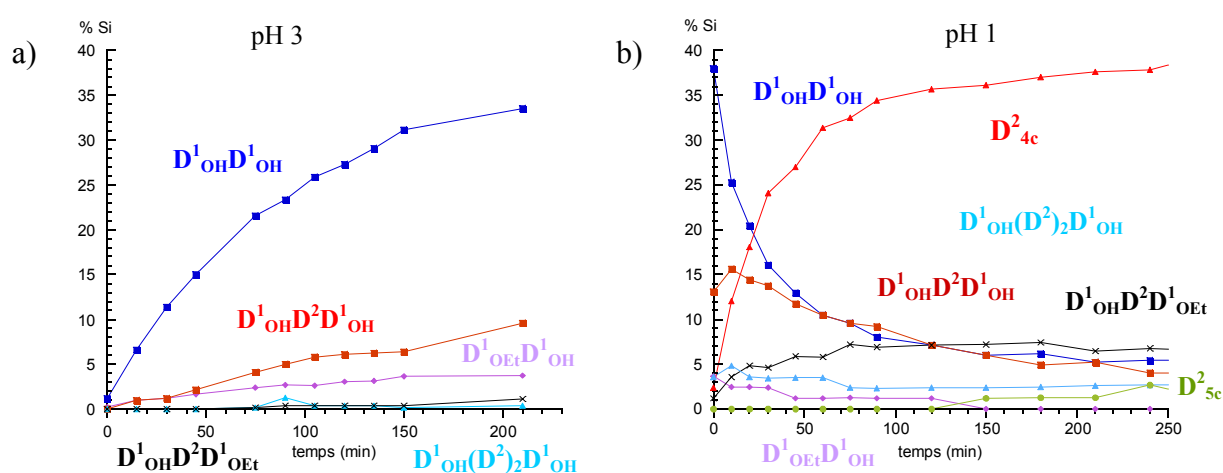 a)
% Si
pH 3
40
35
30
25
20
15
10
5
0
D¹OHD¹OH
D¹OHD²D¹OH
D¹OEtD¹OH
0
50
100
150
200
temps (min)
D¹OHD²D¹OEt
D¹OH(D²)₂D¹OH
b)
% Si
pH 1
40
35
30
25
20
15
10
5
0
D¹OHD¹OH
D²4c
D¹OH(D²)₂D¹OH
D¹OHD²D¹OH
D¹OHD²D¹OEt
D²5c
0
50
100
150
200
250
temps (min)
D¹OEtD¹OH